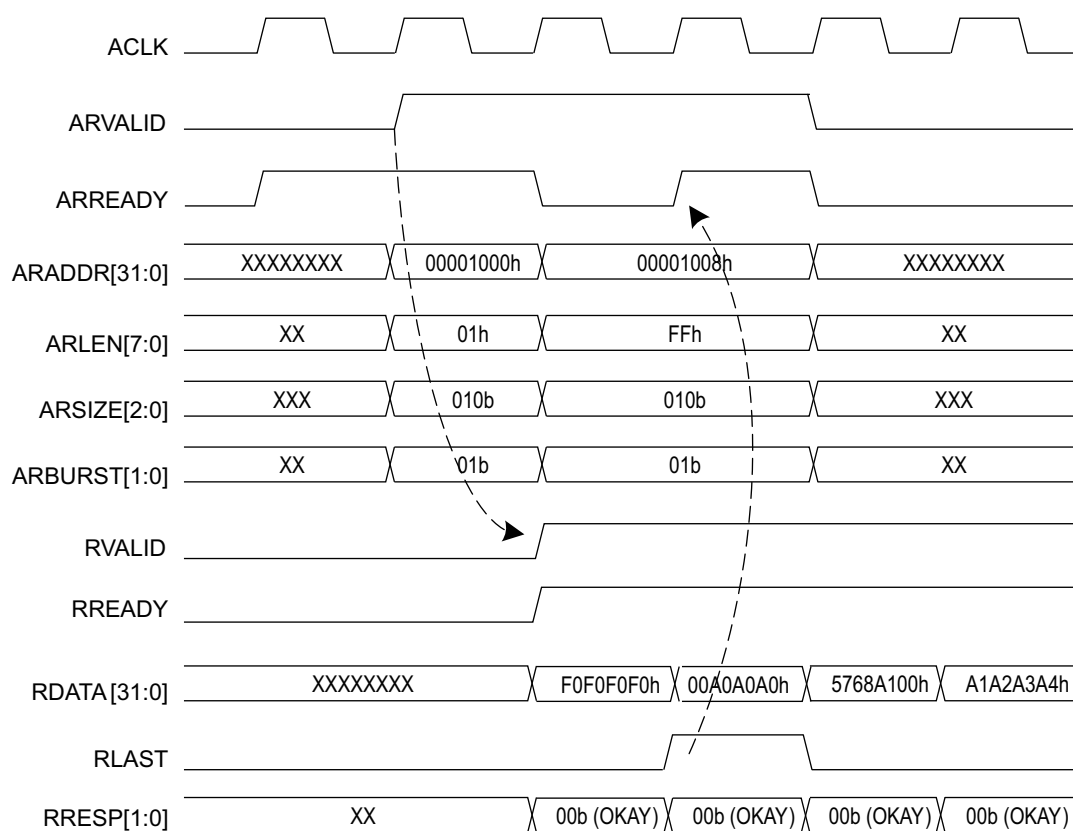 ACLK
ARVALID
ARREADY
ARADDR[31:0] XXXXXXXX 00001000h 00001008h XXXXXXXX
ARLEN[7:0] XX 01h FFh XX
ARSIZE[2:0] XXX 010b 010b XXX
ARBURST[1:0] XX 01b 01b XX
RVALID
RREADY
RDATA [31:0] XXXXXXXX F0F0F0F0h 00A0A0A0h 5768A100h A1A2A3A4h
RLAST
RRESP[1:0] XX 00b (OKAY) 00b (OKAY) 00b (OKAY) 00b (OKAY)